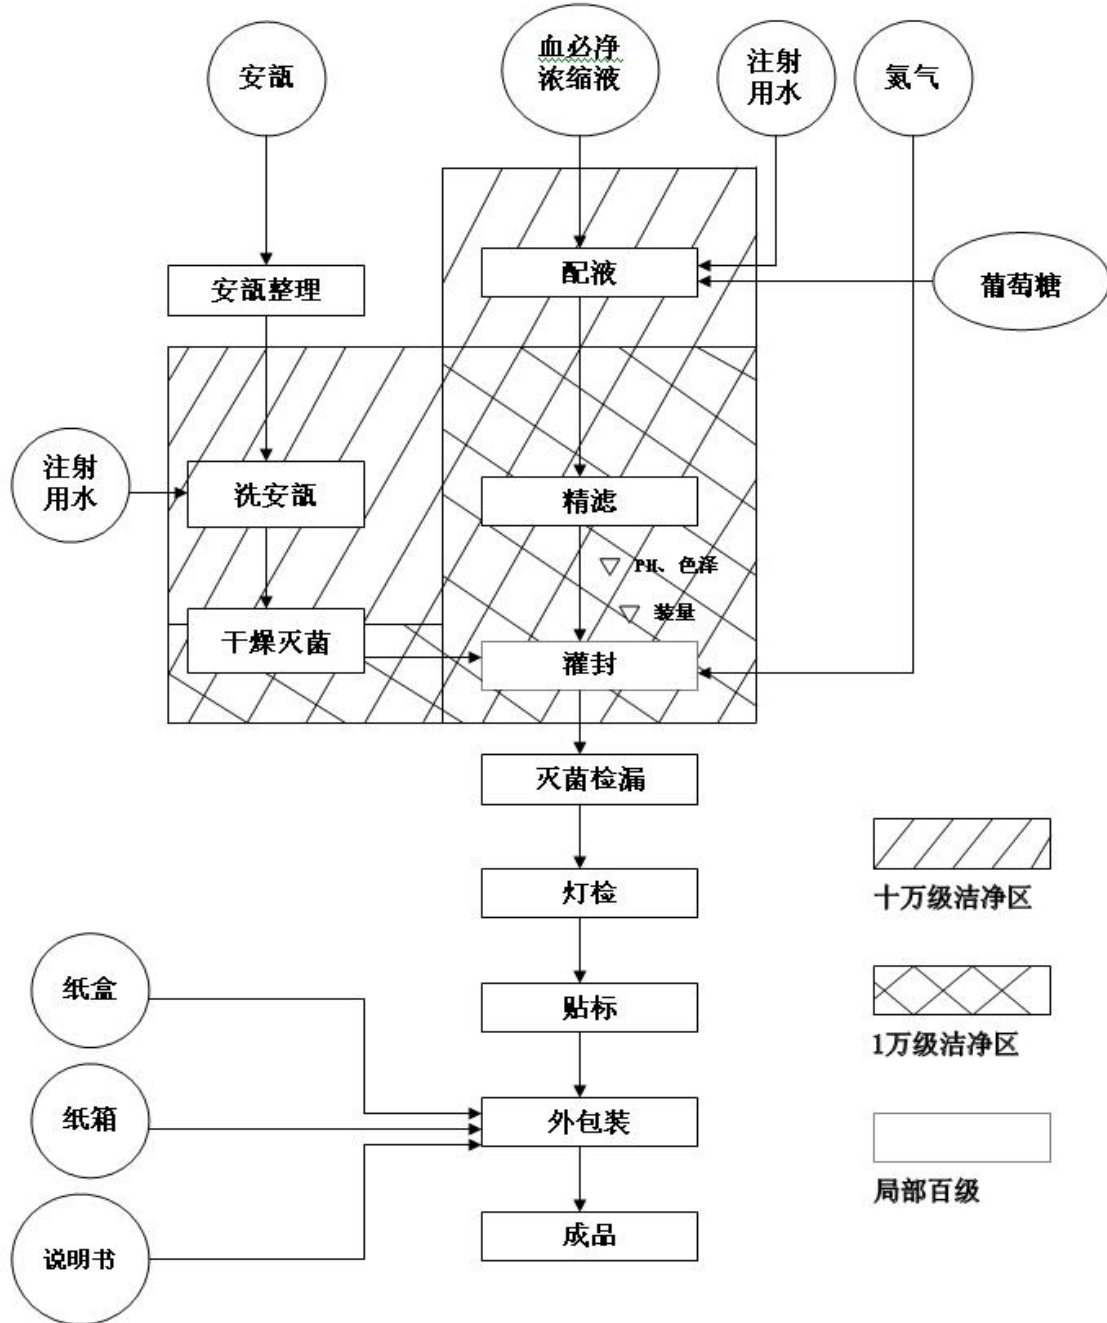 安瓿
血必净
浓缩液
注射
用水
氮气
安瓿整理
配液
葡萄糖
注射
用水
洗安瓿
精滤
PH、色泽
装量
干燥灭菌
灌封
灭菌检漏
灯检
十万级洁净区
纸盒
贴标
1万级洁净区
纸箱
外包装
局部百级
说明书
成品